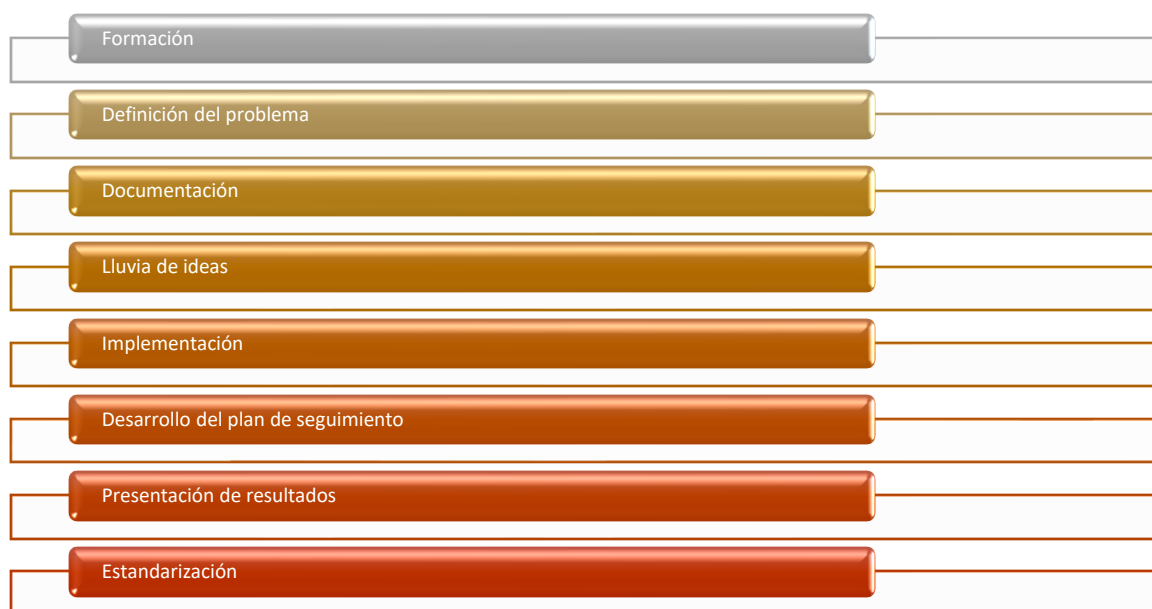 Formación
Definición del problema
Documentación
Lluvia de ideas
Implementación
Desarrollo del plan de seguimiento
Presentación de resultados
Estandarización